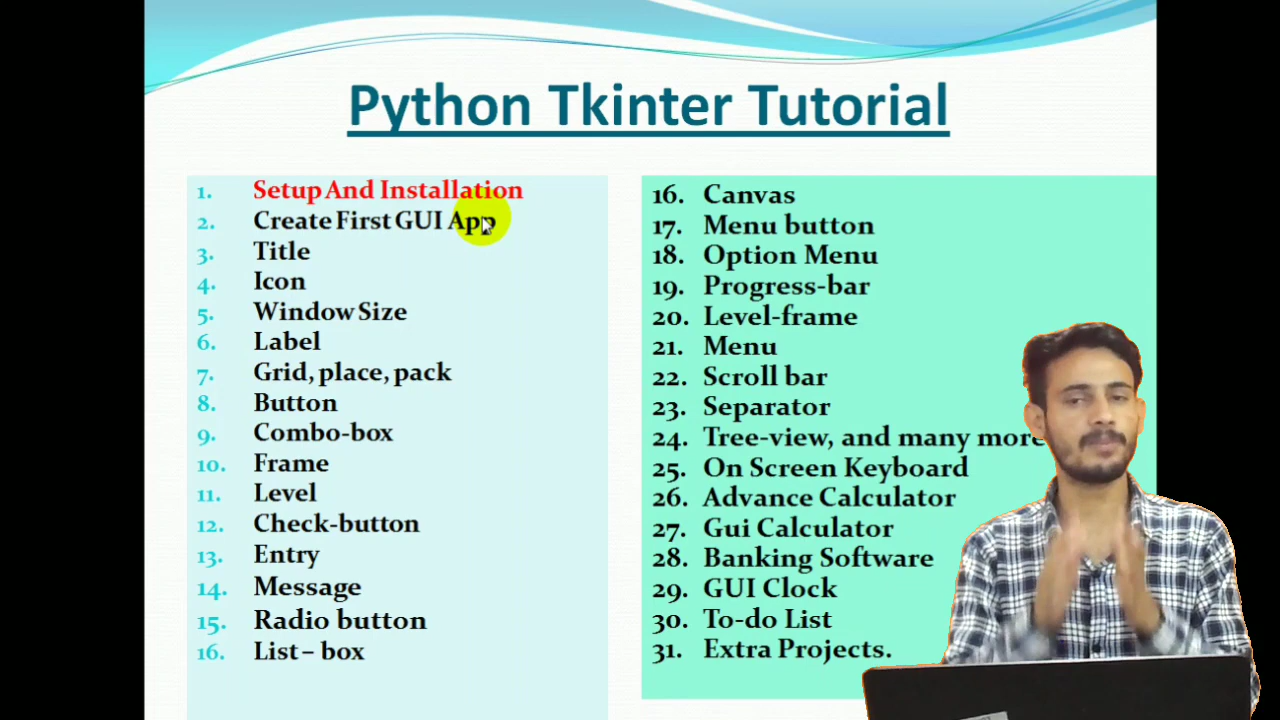 Python Tkinter Tutorial
1. Setup And Installation
2. Create First GUI App
3. Title
4. Icon
5. Window Size
6. Label
7. Grid, place, pack
8. Button
9. Combo-box
10. Frame
11. Level
12. Check-button
13. Entry
14. Message
15. Radio button
16. List – box
16. Canvas
17. Menu button
18. Option Menu
19. Progress-bar
20. Level-frame
21. Menu
22. Scroll bar
23. Separator
24. Tree-view, and many more
25. On Screen Keyboard
26. Advance Calculator
27. Gui Calculator
28. Banking Software
29. GUI Clock
30. To-do List
31. Extra Projects.